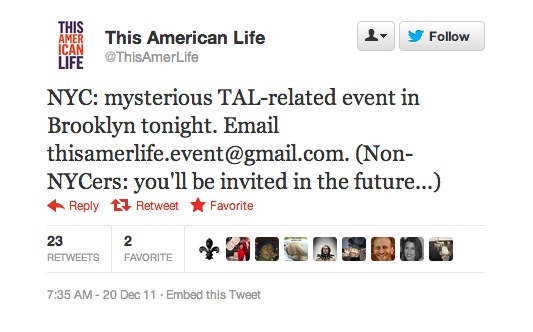 THIS
AMER
ICAN
LIFE
This American Life
@ThisAmerLife
Follow
NYC: mysterious TAL-related event in
Brooklyn tonight. Email
thisamerlife.event@gmail.com. (Non-
NYCers: you'll be invited in the future...)
Reply Retweet Favorite
23 2
RETWEETS FAVORITE
7:35 AM - 20 Dec 11 · Embed this Tweet